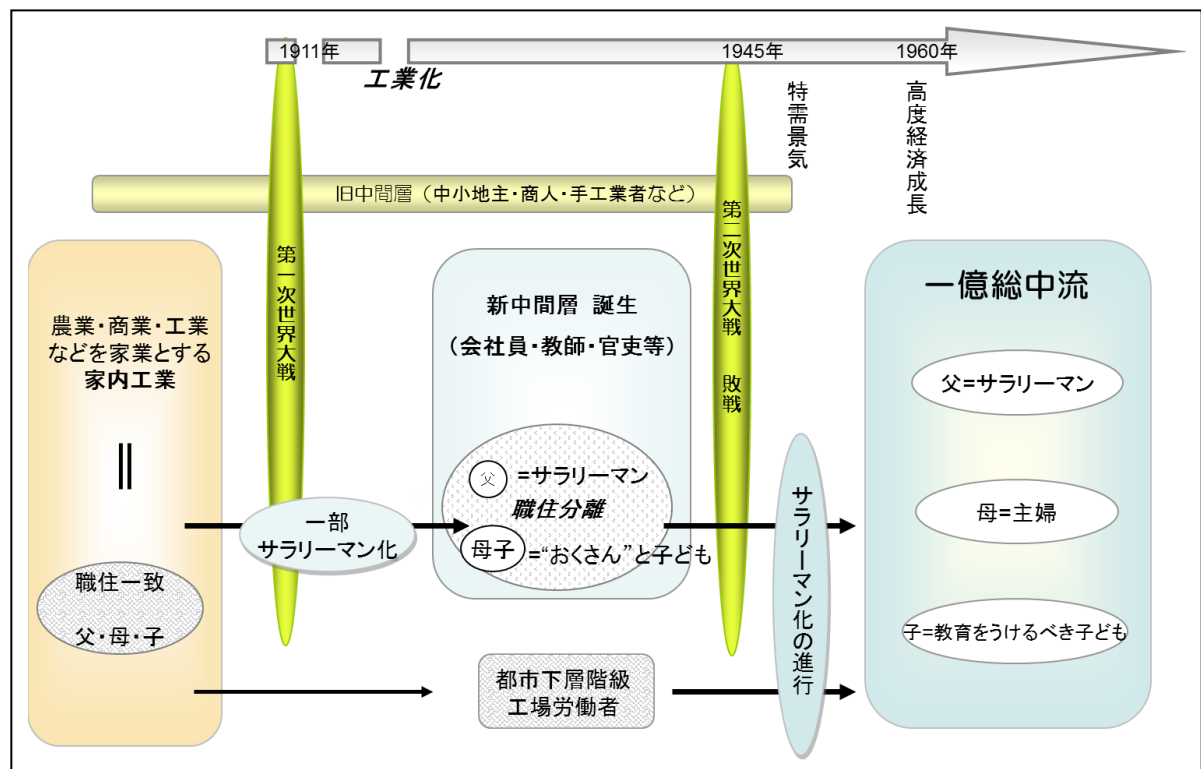 1911年
1945年
1960年
工業化
特需景気
高度経済成長
旧中間層（中小地主・商人・手工業者など）
第一次世界大戦
第二次世界大戦　敗戦
農業・商業・工業
などを家業とする
家内工業
||
職住一致
父・母・子
一部
サラリーマン化
新中間層 誕生
（会社員・教師・官吏等）
父 =サラリーマン
職住分離
母子 =“おくさん”と子ども
都市下層階級
工場労働者
サラリーマン化の進行
一億総中流
父=サラリーマン
母=主婦
子=教育をうけるべき子ども